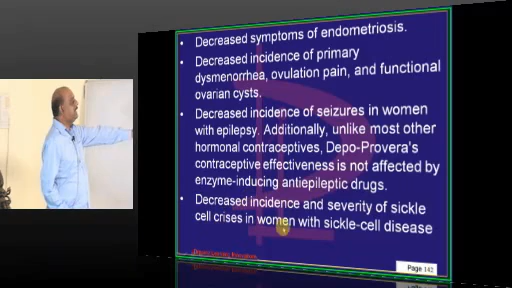 • Decreased symptoms of endometriosis.
• Decreased incidence of primary
dysmenorrhea, ovulation pain, and functional
ovarian cysts.
• Decreased incidence of seizures in women
with epilepsy. Additionally, unlike most other
hormonal contraceptives, Depo-Provera's
contraceptive effectiveness is not affected by
enzyme-inducing antiepileptic drugs.
• Decreased incidence and severity of sickle
cell crises in women with sickle-cell disease
Page 142